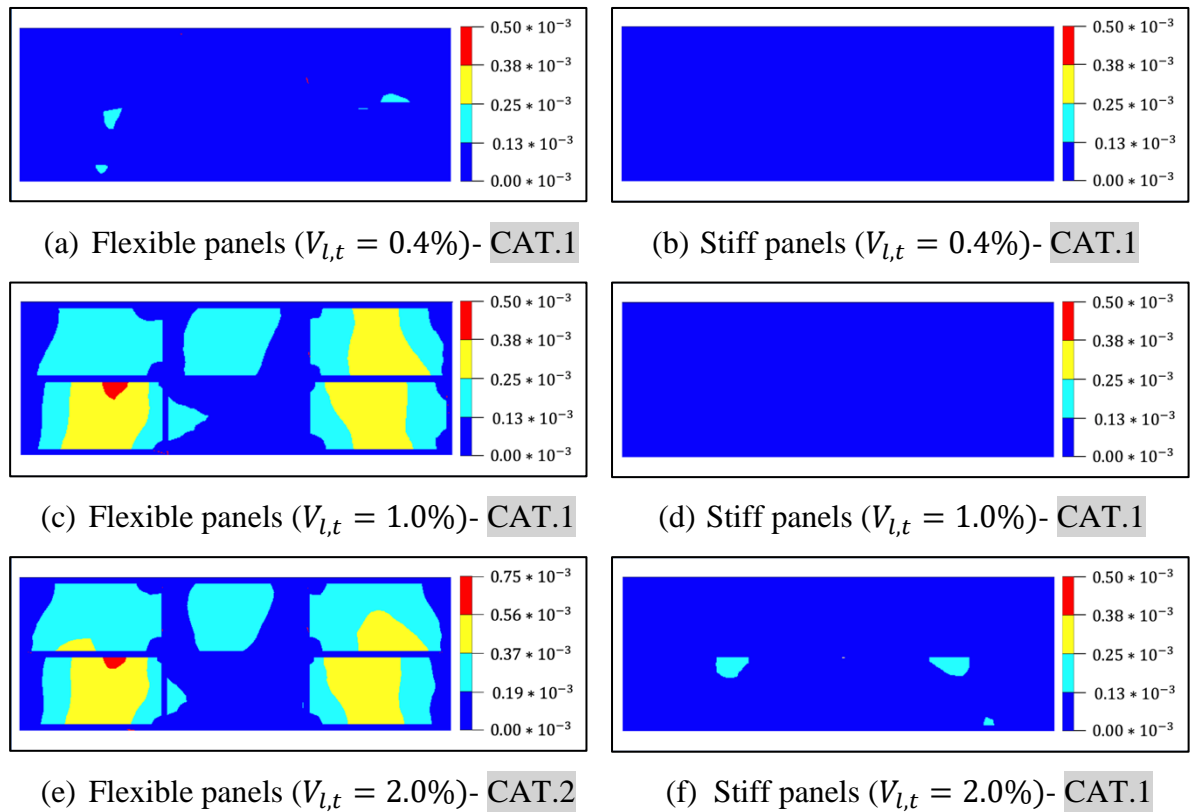 0.50 * 10⁻³
0.38 * 10⁻³
0.25 * 10⁻³
0.13 * 10⁻³
0.00 * 10⁻³
(a) Flexible panels (V_{l,t} = 0.4%)- CAT.1
0.50 * 10⁻³
0.38 * 10⁻³
0.25 * 10⁻³
0.13 * 10⁻³
0.00 * 10⁻³
(b) Stiff panels (V_{l,t} = 0.4%)- CAT.1
0.50 * 10⁻³
0.38 * 10⁻³
0.25 * 10⁻³
0.13 * 10⁻³
0.00 * 10⁻³
(c) Flexible panels (V_{l,t} = 1.0%)- CAT.1
0.50 * 10⁻³
0.38 * 10⁻³
0.25 * 10⁻³
0.13 * 10⁻³
0.00 * 10⁻³
(d) Stiff panels (V_{l,t} = 1.0%)- CAT.1
0.75 * 10⁻³
0.56 * 10⁻³
0.37 * 10⁻³
0.19 * 10⁻³
0.00 * 10⁻³
(e) Flexible panels (V_{l,t} = 2.0%)- CAT.2
0.50 * 10⁻³
0.38 * 10⁻³
0.25 * 10⁻³
0.13 * 10⁻³
0.00 * 10⁻³
(f) Stiff panels (V_{l,t} = 2.0%)- CAT.1